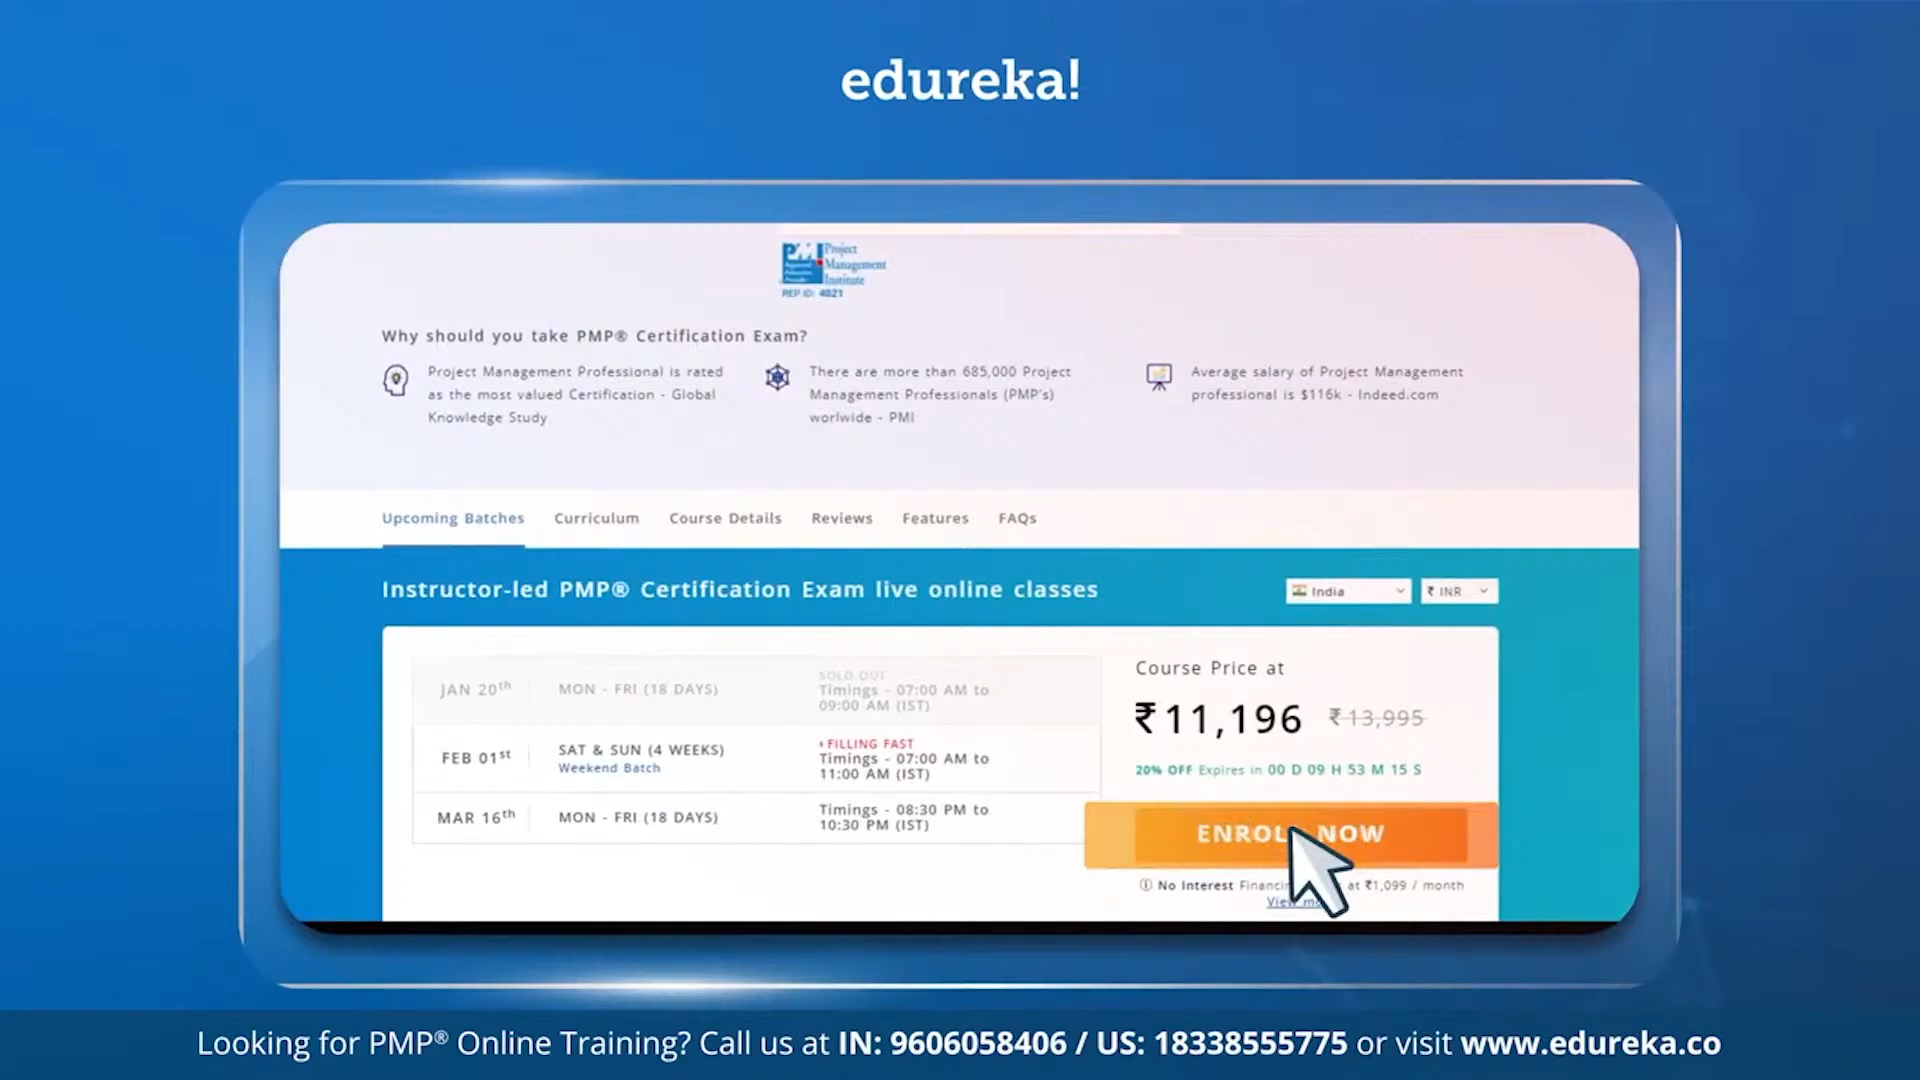 edureka!
PMI Project
Management
Institute
REP ID: 4021
Why should you take PMP® Certification Exam?
Project Management Professional is rated
as the most valued Certification - Global
Knowledge Study
There are more than 685,000 Project
Management Professionals (PMP's)
worlwide - PMI
Average salary of Project Management
professional is $116k - Indeed.com
Upcoming Batches Curriculum Course Details Reviews Features FAQs
Instructor-led PMP® Certification Exam live online classes
India ₹ INR
JAN 20th MON - FRI (18 DAYS)
SOLD OUT
Timings - 07:00 AM to
09:00 AM (IST)
FEB 01st SAT & SUN (4 WEEKS)
Weekend Batch
FILLING FAST
Timings - 07:00 AM to
11:00 AM (IST)
MAR 16th MON - FRI (18 DAYS)
Timings - 08:30 PM to
10:30 PM (IST)
Course Price at
₹11,196 ₹13,995
20% OFF Expires in 00 D 09 H 53 M 15 S
ENROLL NOW
No Interest at ₹1,099 / month
View
Looking for PMP® Online Training? Call us at IN: 9606058406 / US: 18338555775 or visit www.edureka.co